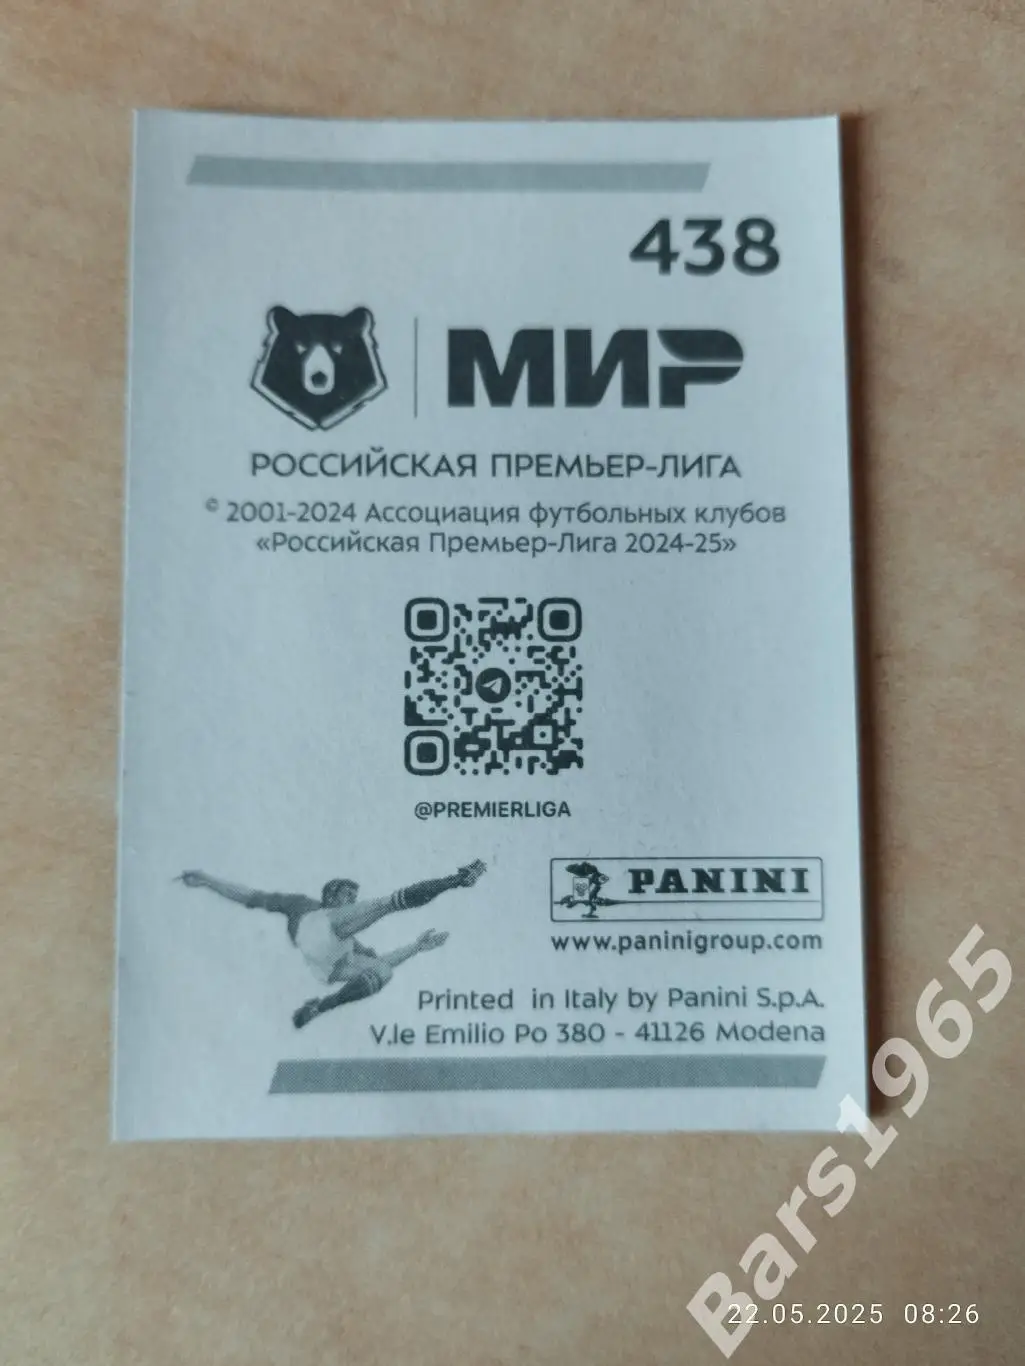 438
МИР
РОССИЙСКАЯ ПРЕМЬЕР-ЛИГА
© 2001-2024 Ассоциация футбольных клубов
«Российская Премьер-Лига 2024-25»
@PREMIERLIGA
PANINI
www.paninigroup.com
Printed in Italy by Panini S.p.A.
V.le Emilio Po 380 - 41126 Modena
Bars1965
22.05.2025 08:26